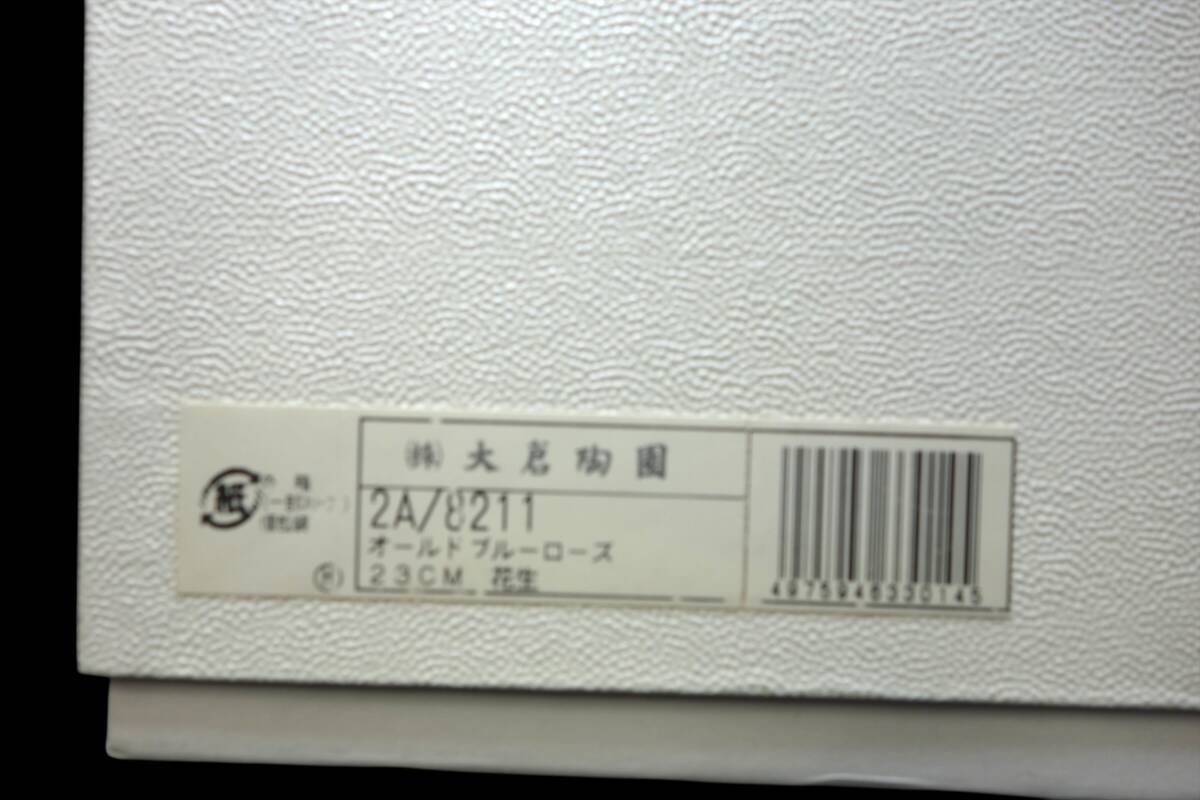 紙
㈱ 大倉陶園
2A/8211
オールド ブルーローズ
23CM 花生
4975946330145